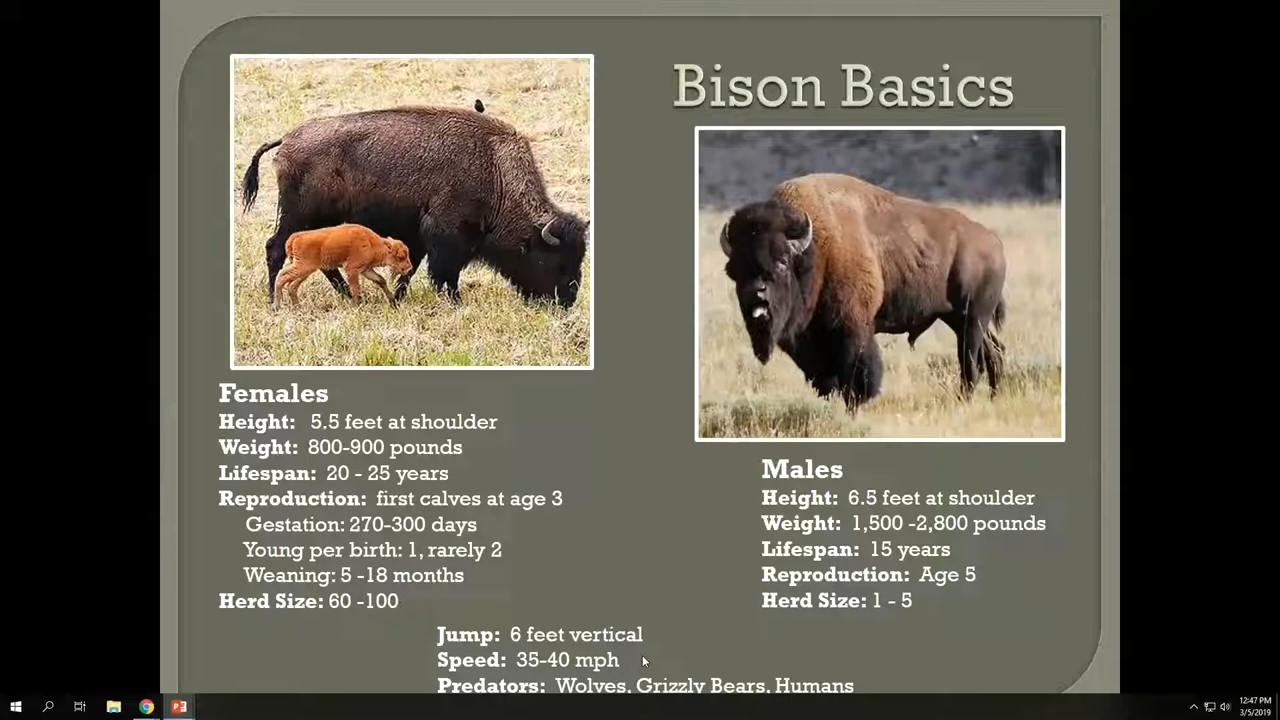 Bison Basics
Females
Height: 5.5 feet at shoulder
Weight: 800-900 pounds
Lifespan: 20 - 25 years
Reproduction: first calves at age 3
Gestation: 270-300 days
Young per birth: 1, rarely 2
Weaning: 5 -18 months
Herd Size: 60 -100
Males
Height: 6.5 feet at shoulder
Weight: 1,500 -2,800 pounds
Lifespan: 15 years
Reproduction: Age 5
Herd Size: 1 - 5
Jump: 6 feet vertical
Speed: 35-40 mph
Predators: Wolves, Grizzly Bears, Humans
12:47 PM
3/5/2019